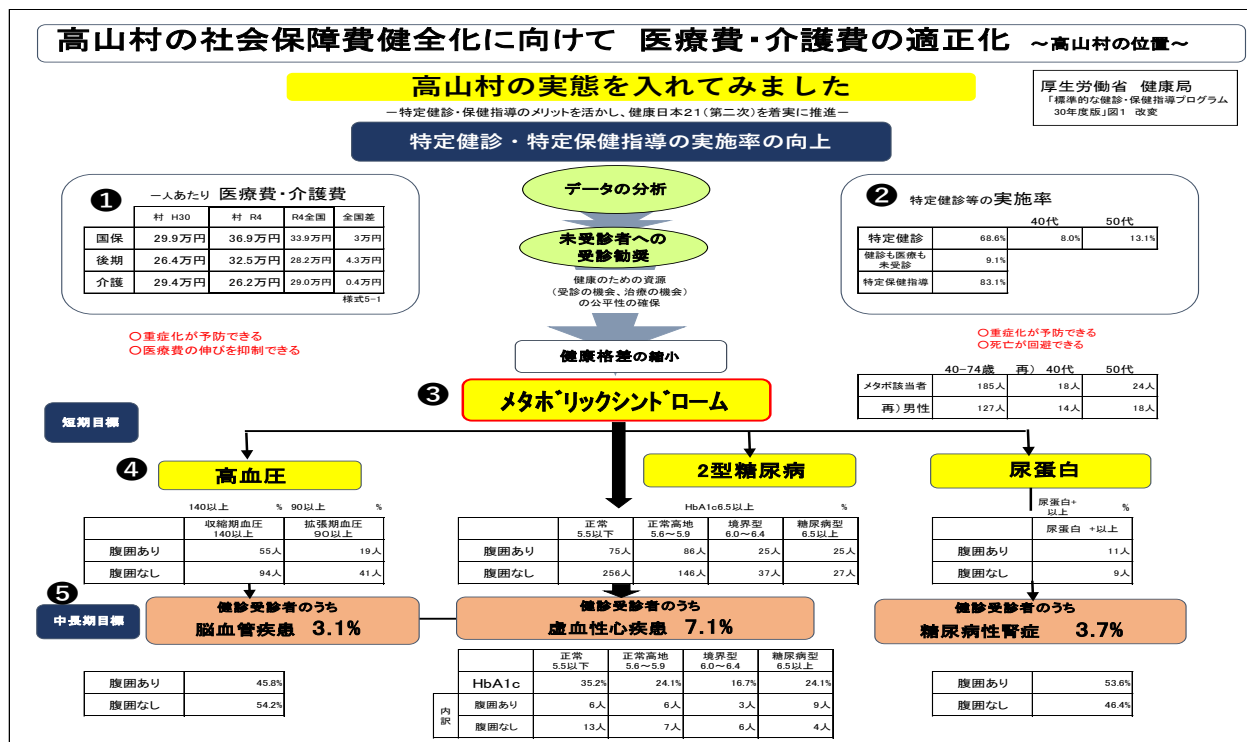 高山村の社会保障費健全化に向けて 医療費・介護費の適正化 ～高山村の位置～
高山村の実態を入れてみました
－特定健診・保健指導のメリットを活かし、健康日本２１（第二次）を着実に推進－
厚生労働省 健康局
「標準的な健診・保健指導プログラム
30年度版」図1 改変
特定健診・特定保健指導の実施率の向上
❶ 一人あたり 医療費・介護費
村 H30 村 R4 R4全国 全国差
国保 29.9万円 36.9万円 33.9万円 3万円
後期 26.4万円 32.5万円 28.2万円 4.3万円
介護 29.4万円 26.2万円 29.0万円 0.4万円
様式5-1
〇重症化が予防できる
〇医療費の伸びを抑制できる
データの分析
未受診者への
受診勧奨
健康のための資源
（受診の機会、治療の機会）
の公平性の確保
健康格差の縮小
❷ 特定健診等の実施率
40代 50代
特定健診 68.6% 8.0% 13.1%
健診も医療も
未受診 9.1%
特定保健指導 83.1%
〇重症化が予防できる
〇死亡が回避できる
❸ メタボリックシンドローム
40-74歳 再） 40代 50代
メタボ該当者 185人 18人 24人
再）男性 127人 14人 18人
短期目標
❹ 高血圧
140以上 % 90以上 %
収縮期血圧
140以上
拡張期血圧
９０以上
腹囲あり 55人 19人
腹囲なし 94人 41人
2型糖尿病
HbA1c6.5以上 %
正常
5.5以下
正常高地
5.6～5.9
境界型
6.0～6.4
糖尿病型
6.5以上
腹囲あり 75人 86人 25人 25人
腹囲なし 256人 146人 37人 27人
尿蛋白
尿蛋白+
以上 %
尿蛋白 +以上
腹囲あり 11人
腹囲なし 9人
❺
中長期目標
健診受診者のうち
脳血管疾患 3.1%
腹囲あり 45.8%
腹囲なし 54.2%
健診受診者のうち
虚血性心疾患 7.1%
正常
5.5以下
正常高地
5.6～5.9
境界型
6.0～6.4
糖尿病型
6.5以上
HbA1c 35.2% 24.1% 16.7% 24.1%
内訳
腹囲あり 6人 6人 3人 9人
腹囲なし 13人 7人 6人 4人
健診受診者のうち
糖尿病性腎症 3.7%
腹囲あり 53.6%
腹囲なし 46.4%